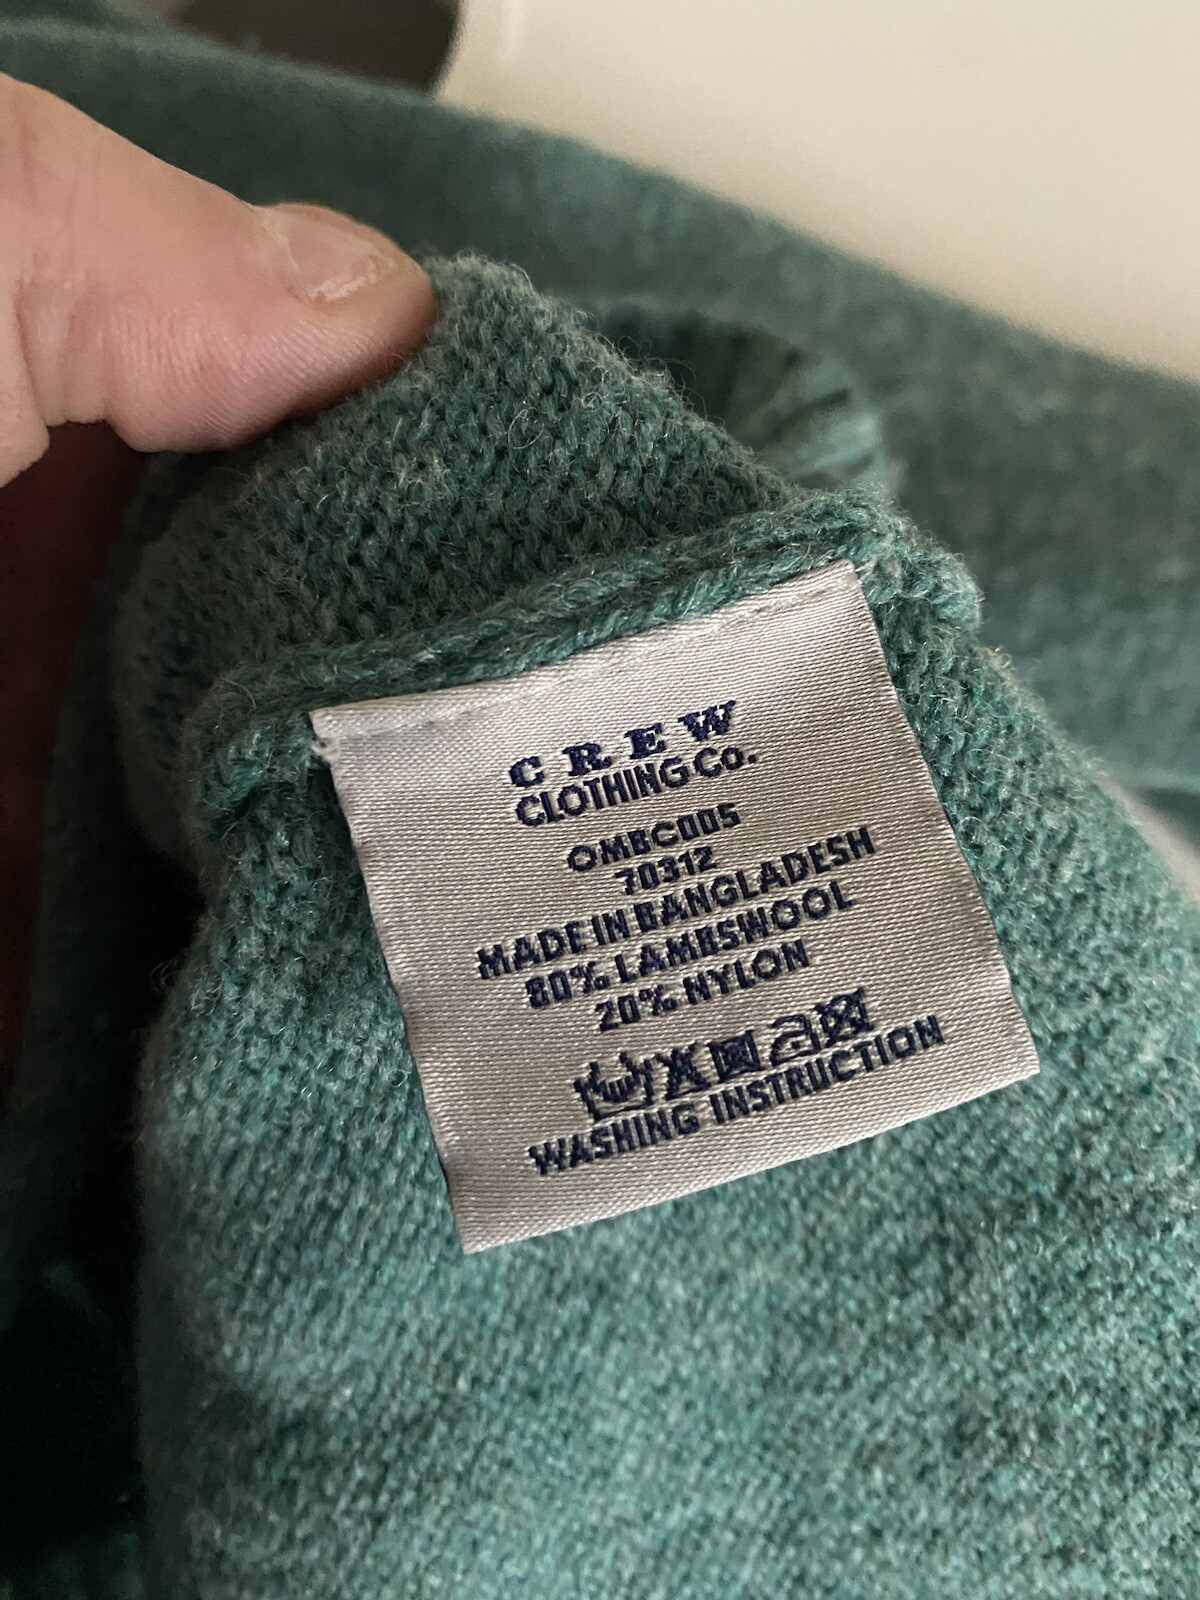 CREW
CLOTHING CO.
OMBC005
70312
MADE IN BANGLADESH
80% LAMBSWOOL
20% NYLON
WASHING INSTRUCTION